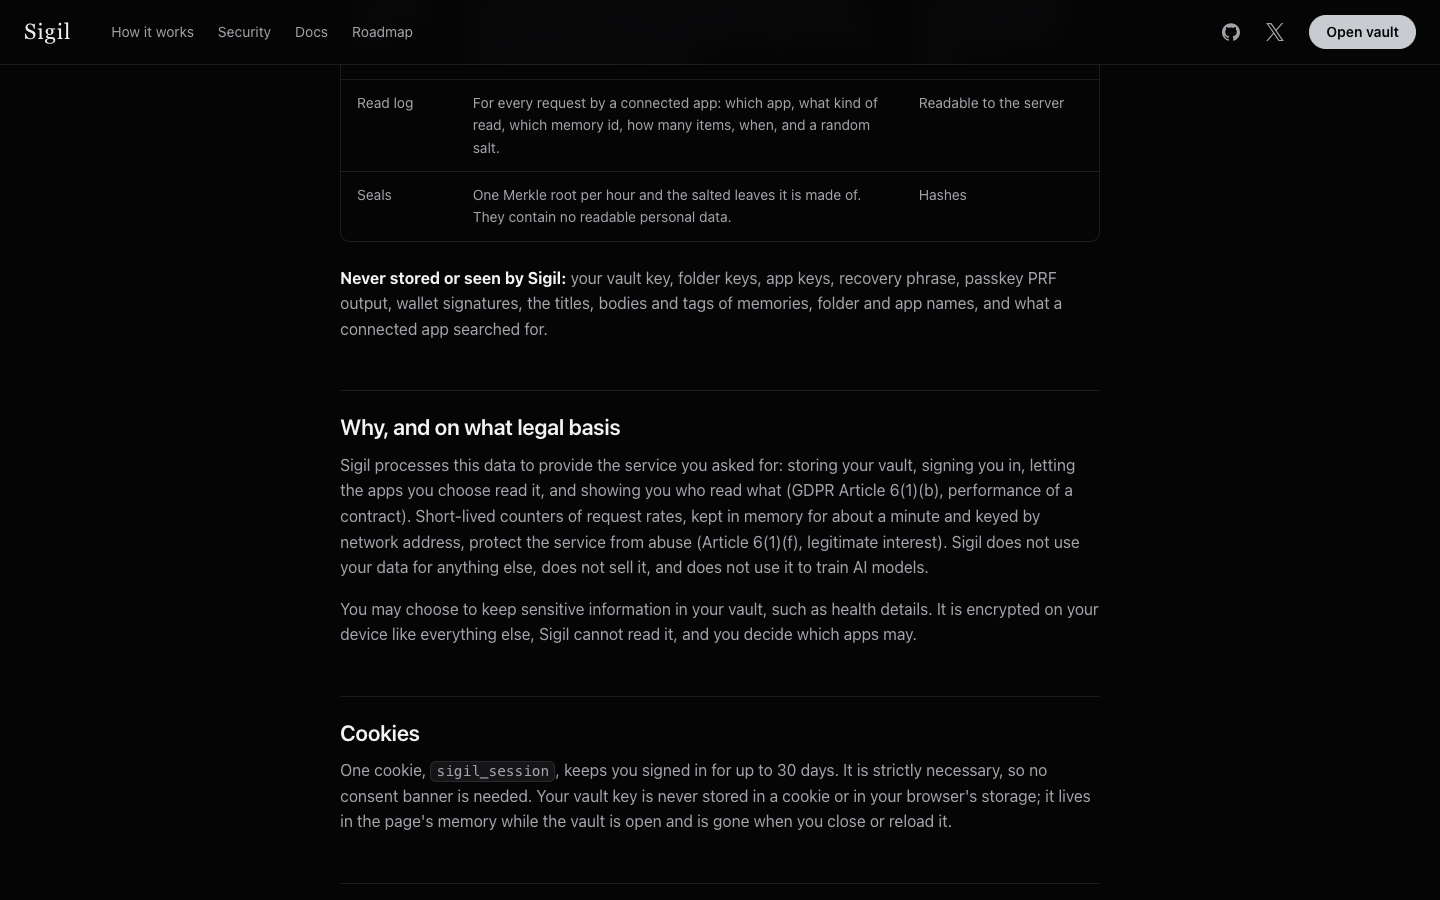 Sigil
How it works
Security
Docs
Roadmap
Open vault
Read log
For every request by a connected app: which app, what kind of
read, which memory id, how many items, when, and a random
salt.
Readable to the server
Seals
One Merkle root per hour and the salted leaves it is made of.
They contain no readable personal data.
Hashes
Never stored or seen by Sigil: your vault key, folder keys, app keys, recovery phrase, passkey PRF
output, wallet signatures, the titles, bodies and tags of memories, folder and app names, and what a
connected app searched for.
Why, and on what legal basis
Sigil processes this data to provide the service you asked for: storing your vault, signing you in, letting
the apps you choose read it, and showing you who read what (GDPR Article 6(1)(b), performance of a
contract). Short-lived counters of request rates, kept in memory for about a minute and keyed by
network address, protect the service from abuse (Article 6(1)(f), legitimate interest). Sigil does not use
your data for anything else, does not sell it, and does not use it to train AI models.
You may choose to keep sensitive information in your vault, such as health details. It is encrypted on your
device like everything else, Sigil cannot read it, and you decide which apps may.
Cookies
One cookie, sigil_session, keeps you signed in for up to 30 days. It is strictly necessary, so no
consent banner is needed. Your vault key is never stored in a cookie or in your browser's storage; it lives
in the page's memory while the vault is open and is gone when you close or reload it.